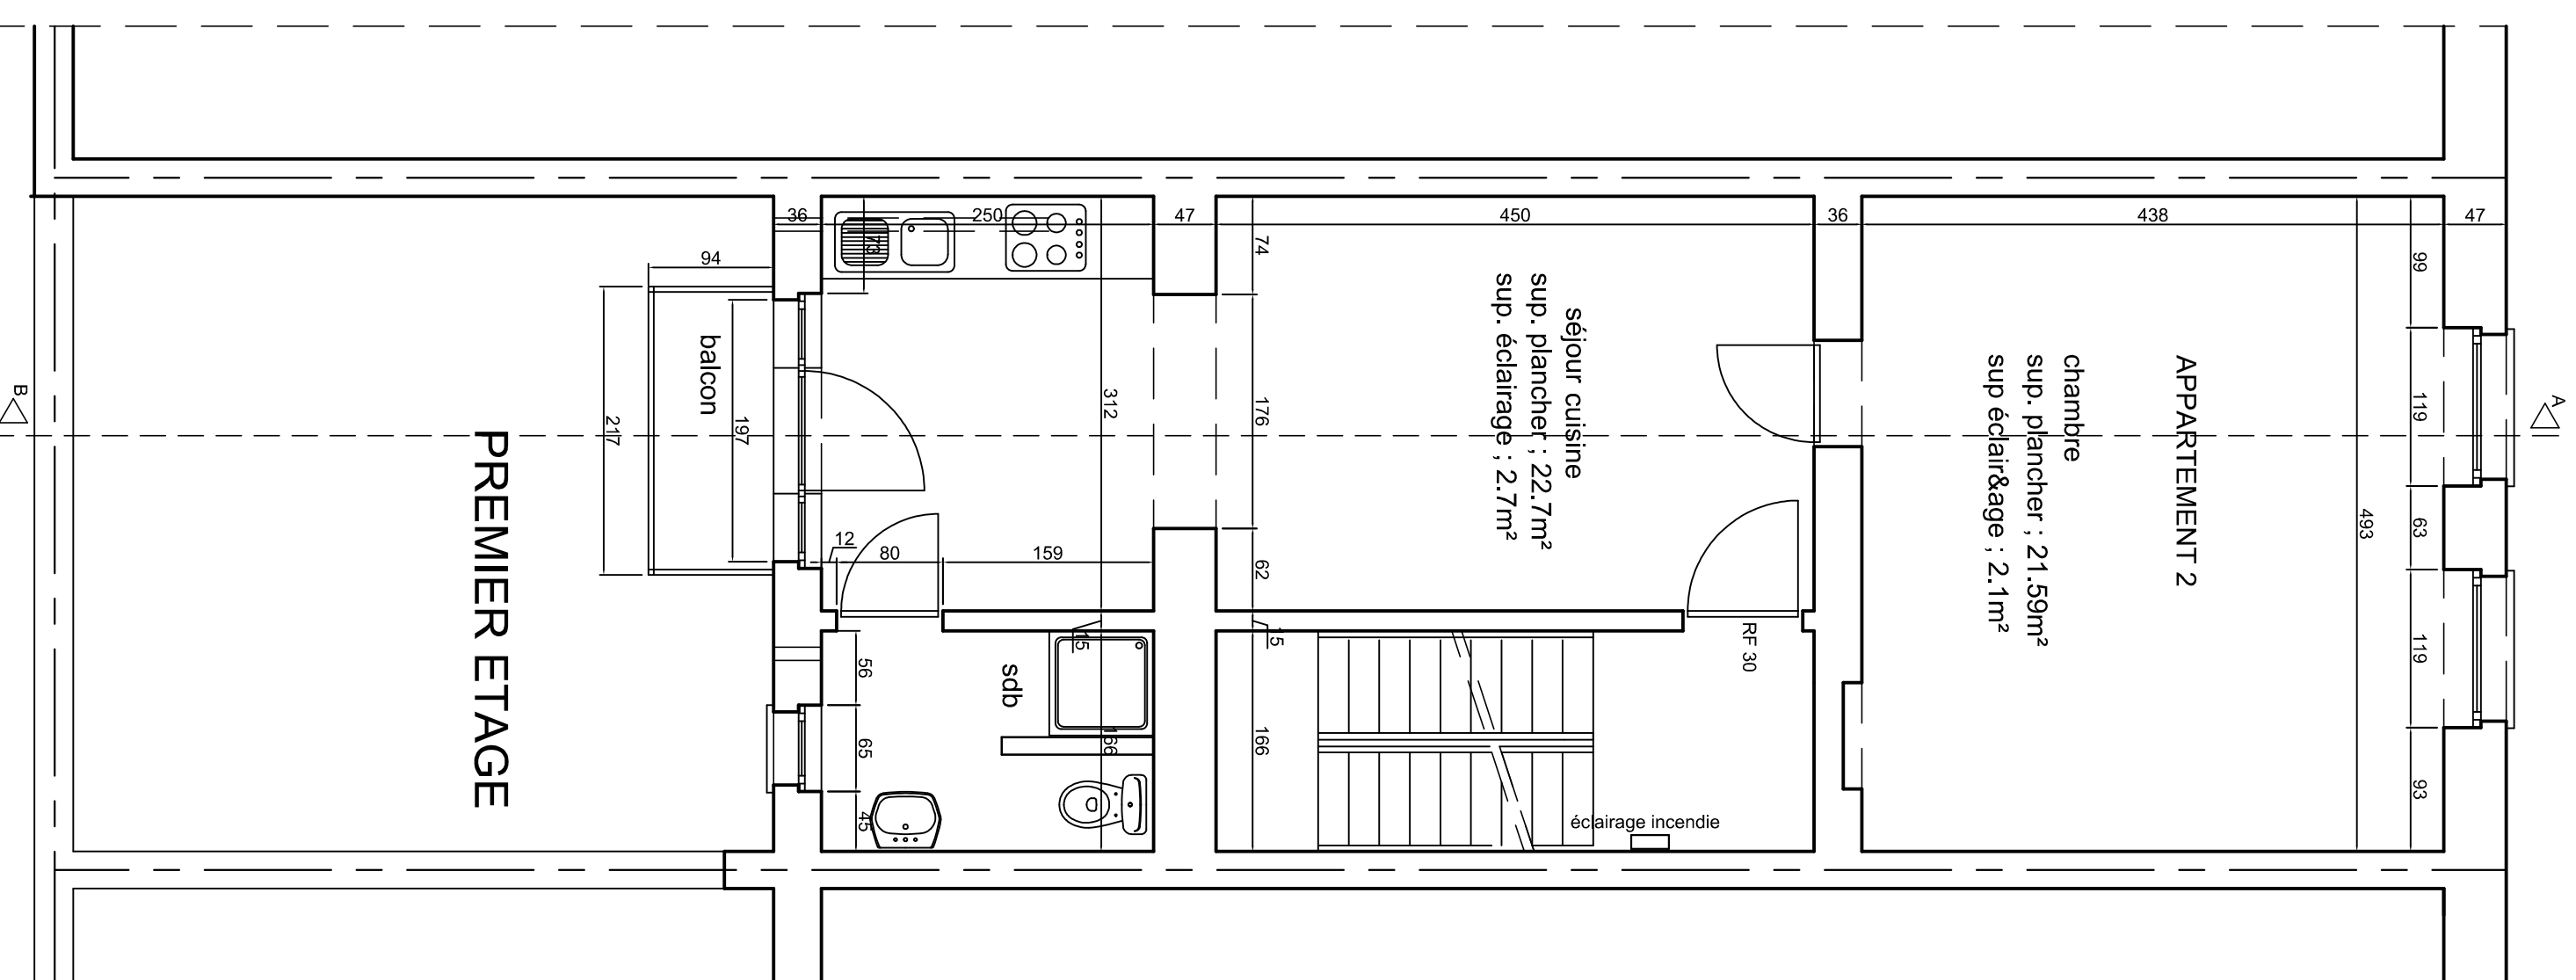 36
250
47
450
36
438
47
73
74
99
94
séjour cuisine
sup. plancher ; 22.7m²
sup. éclairage ; 2.7m²
chambre
sup. plancher ; 21.59m²
sup éclair&age ; 2.1m²
APPARTEMENT 2
balcon
217
197
312
176
119
493
63
119
93
B
A
PREMIER ETAGE
12
80
159
62
15
15
RF 30
56
65
45
sdb
166
166
éclairage incendie